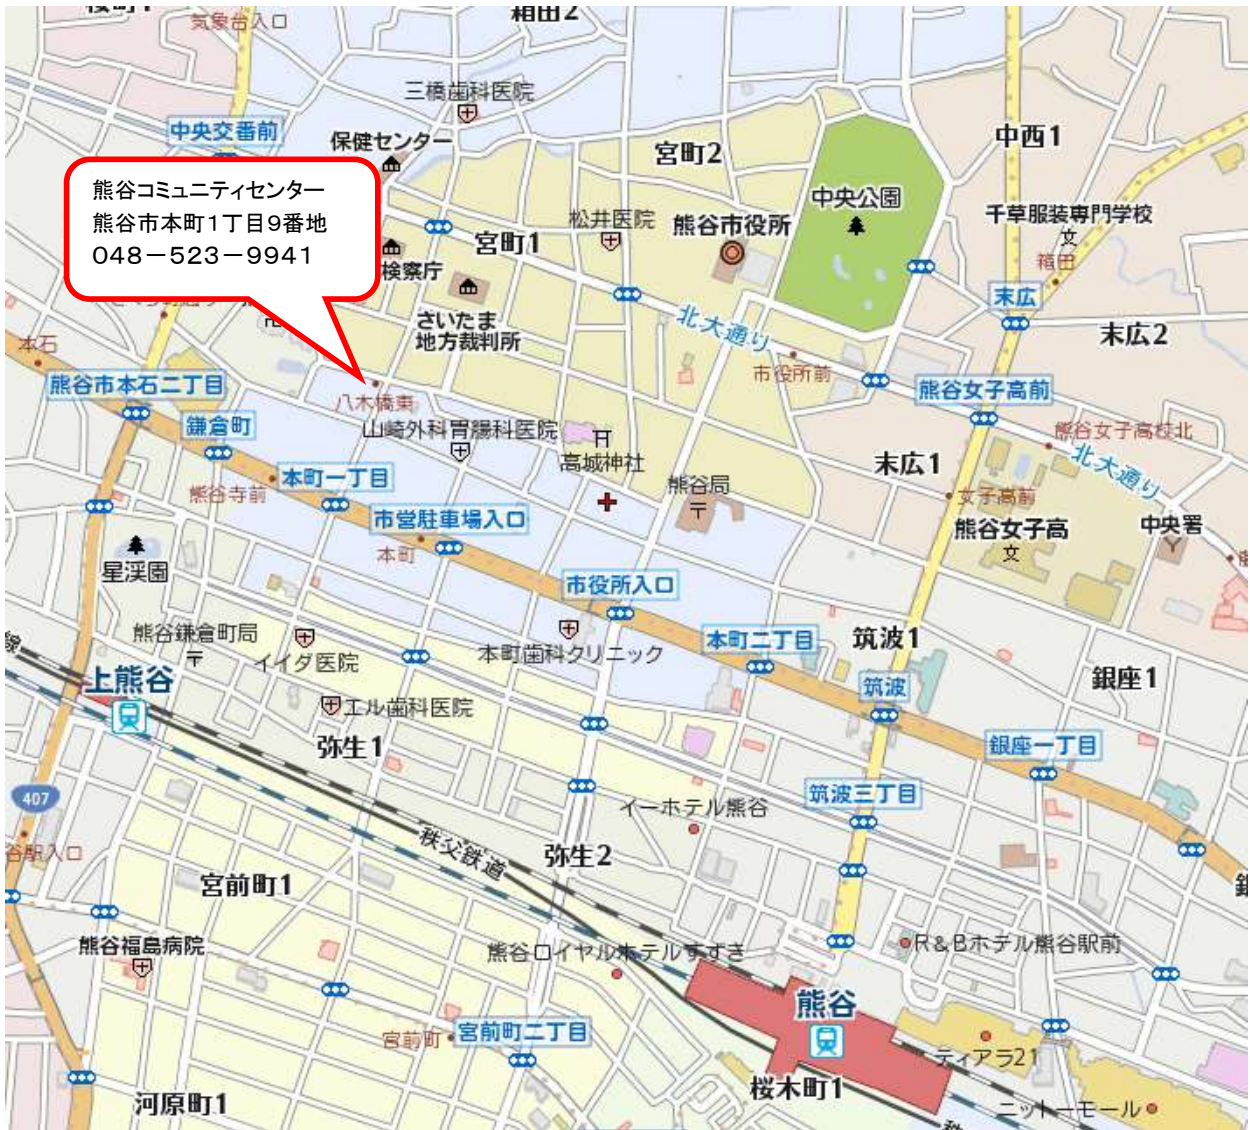 箱田2
気象台入口
三橋歯科医院
中央交番前
保健センター
宮町2
中西1
中央公園
千草服装専門学校
文
箱田
熊谷コミュニティセンター
熊谷市本町1丁目9番地
048－523－9941
松井医院
熊谷市役所
宮町1
検察庁
さいたま
地方裁判所
北大通り
末広
末広2
本石
市役所前
熊谷市本石二丁目
八木橋東
熊谷女子高前
鎌倉町
山崎外科胃腸科医院
熊谷女子高校北
高城神社
末広1
北大通り
本町一丁目
熊谷寺前
熊谷局
女子高前
市営駐車場入口
本町
熊谷女子高
文
中央署
星渓園
市役所入口
熊谷鎌倉町局
イイダ医院
本町歯科クリニック
本町二丁目
筑波1
上熊谷
銀座1
筑波
エル歯科医院
弥生1
銀座一丁目
407
筑波三丁目
イーホテル熊谷
谷駅入口
秩父鉄道
弥生2
宮前町1
銀
熊谷福島病院
熊谷ロイヤルホテルすずき
R＆Bホテル熊谷駅前
熊谷
宮前町
宮前町二丁目
ティアラ21
桜木町1
河原町1
ニットーモール